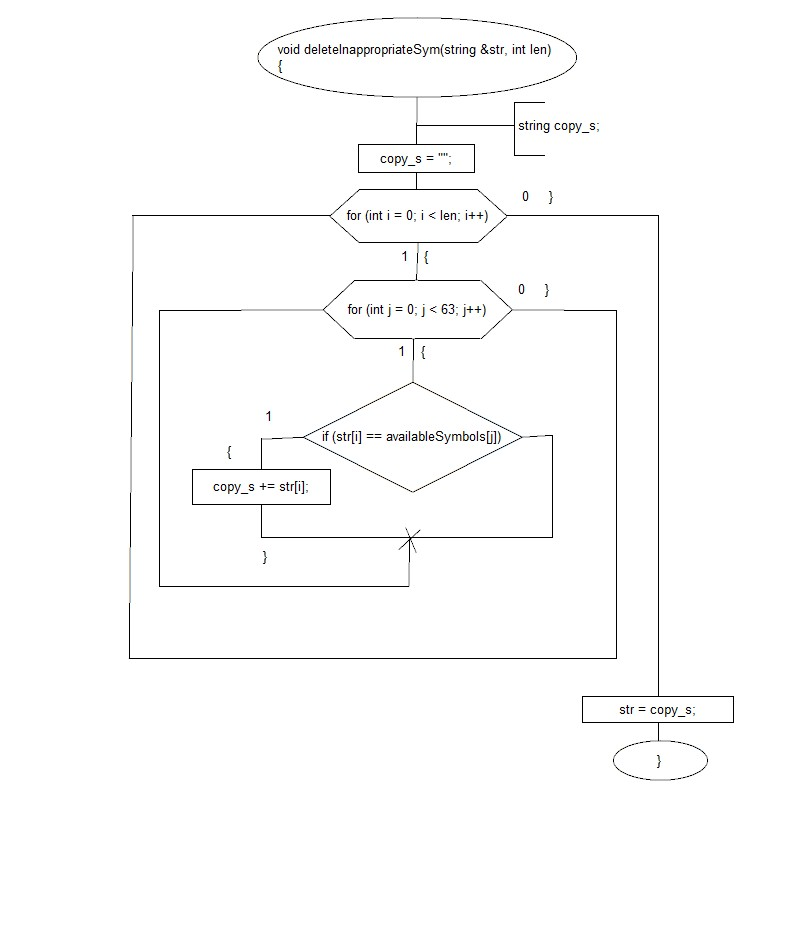 void deleteInappropriateSym(string &str, int len)
{
string copy_s;
copy_s = "";
0 }
for (int i = 0; i < len; i++)
1 {
0 }
for (int j = 0; j < 63; j++)
1 {
1
if (str[i] == availableSymbols[j])
{
copy_s += str[i];
}
str = copy_s;
}